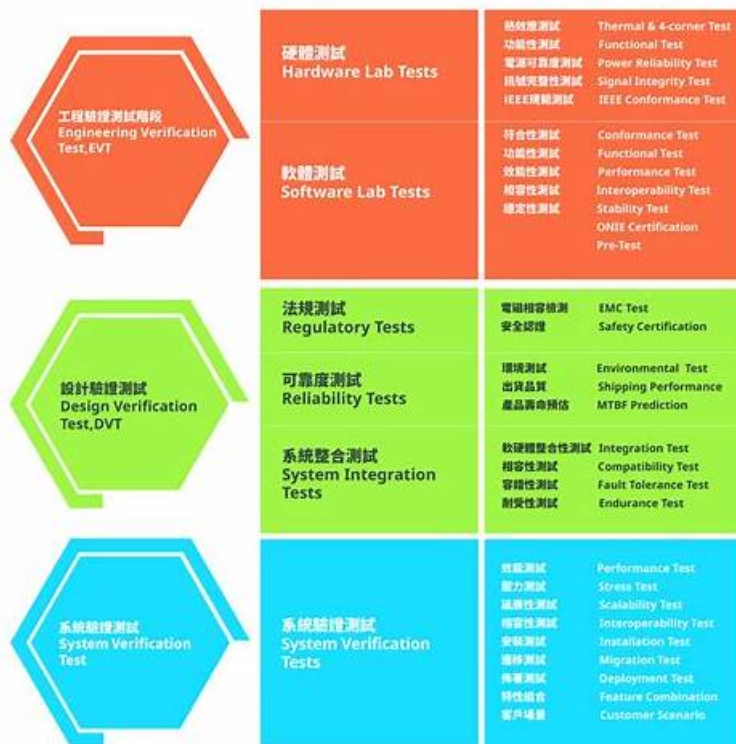 工程驗證測試階段
Engineering Verification
Test,EVT
硬體測試
Hardware Lab Tests
熱效應測試 Thermal & 4-corner Test
功能性測試 Functional Test
電源可靠度測試 Power Reliability Test
訊號完整性測試 Signal Integrity Test
IEEE規範測試 IEEE Conformance Test
軟體測試
Software Lab Tests
符合性測試 Conformance Test
功能性測試 Functional Test
效能性測試 Performance Test
相容性測試 Interoperability Test
穩定性測試 Stability Test
ONIE Certification
Pre-Test
設計驗證測試
Design Verification
Test,DVT
法規測試
Regulatory Tests
電磁相容檢測 EMC Test
安全認證 Safety Certification
可靠度測試
Reliability Tests
環境測試 Environmental Test
出貨品質 Shipping Performance
產品壽命預估 MTBF Prediction
系統整合測試
System Integration
Tests
軟硬體整合性測試 Integration Test
相容性測試 Compatibility Test
容錯性測試 Fault Tolerance Test
耐受性測試 Endurance Test
系統驗證測試
System Verification
Test
系統驗證測試
System Verification
Tests
效能測試 Performance Test
壓力測試 Stress Test
擴展性測試 Scalability Test
相容性測試 Interoperability Test
安裝測試 Installation Test
遷移測試 Migration Test
佈署測試 Deployment Test
特性組合 Feature Combination
客戶場景 Customer Scenario